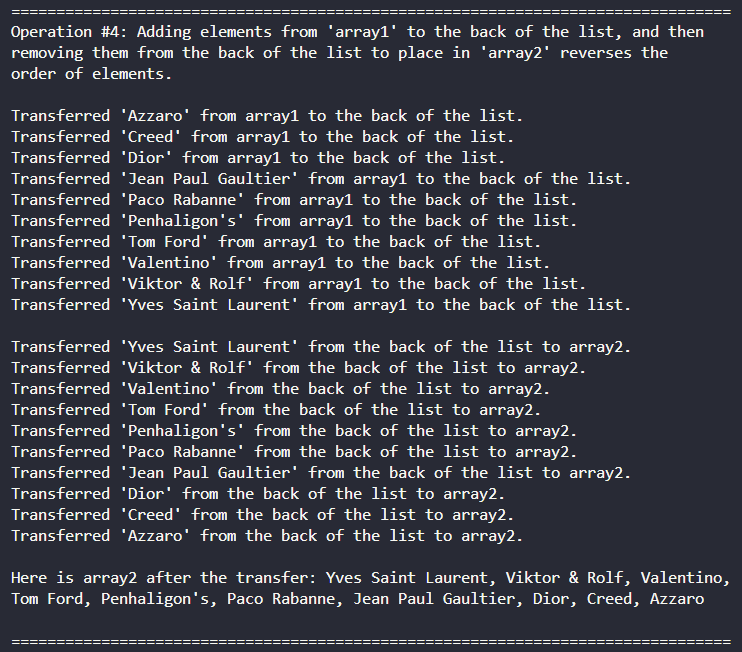 ================================================================================
Operation #4: Adding elements from 'array1' to the back of the list, and then
removing them from the back of the list to place in 'array2' reverses the
order of elements.

Transferred 'Azzaro' from array1 to the back of the list.
Transferred 'Creed' from array1 to the back of the list.
Transferred 'Dior' from array1 to the back of the list.
Transferred 'Jean Paul Gaultier' from array1 to the back of the list.
Transferred 'Paco Rabanne' from array1 to the back of the list.
Transferred 'Penhaligon's' from array1 to the back of the list.
Transferred 'Tom Ford' from array1 to the back of the list.
Transferred 'Valentino' from array1 to the back of the list.
Transferred 'Viktor & Rolf' from array1 to the back of the list.
Transferred 'Yves Saint Laurent' from array1 to the back of the list.

Transferred 'Yves Saint Laurent' from the back of the list to array2.
Transferred 'Viktor & Rolf' from the back of the list to array2.
Transferred 'Valentino' from the back of the list to array2.
Transferred 'Tom Ford' from the back of the list to array2.
Transferred 'Penhaligon's' from the back of the list to array2.
Transferred 'Paco Rabanne' from the back of the list to array2.
Transferred 'Jean Paul Gaultier' from the back of the list to array2.
Transferred 'Dior' from the back of the list to array2.
Transferred 'Creed' from the back of the list to array2.
Transferred 'Azzaro' from the back of the list to array2.

Here is array2 after the transfer: Yves Saint Laurent, Viktor & Rolf, Valentino,
Tom Ford, Penhaligon's, Paco Rabanne, Jean Paul Gaultier, Dior, Creed, Azzaro

================================================================================